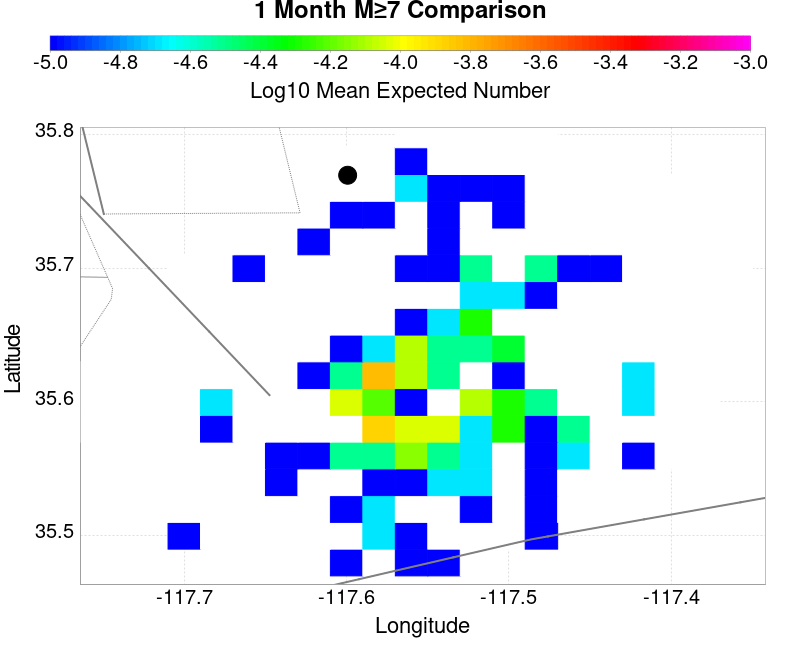 1 Month M≥7 Comparison
-5.0 -4.8 -4.6 -4.4 -4.2 -4.0 -3.8 -3.6 -3.4 -3.2 -3.0
Log10 Mean Expected Number
35.8
35.7
Latitude
35.6
35.5
-117.7 -117.6 -117.5 -117.4
Longitude